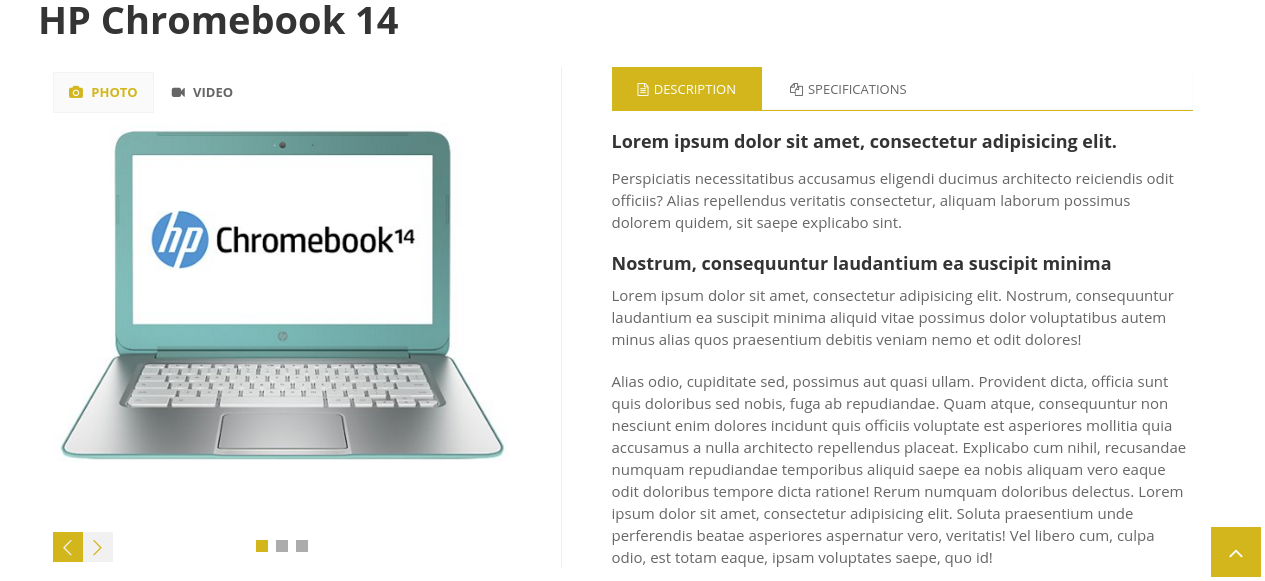 HP Chromebook 14
PHOTO
VIDEO
hp Chromebook 14
DESCRIPTION
SPECIFICATIONS
Lorem ipsum dolor sit amet, consectetur adipisicing elit.
Perspiciatis necessitatibus accusamus eligendi ducimus architecto reiciendis odit
officiis? Alias repellendus veritatis consectetur, aliquam laborum possimus
dolorem quidem, sit saepe explicabo sint.
Nostrum, consequuntur laudantium ea suscipit minima
Lorem ipsum dolor sit amet, consectetur adipisicing elit. Nostrum, consequuntur
laudantium ea suscipit minima aliquid vitae possimus dolor voluptatibus autem
minus alias quos praesentium debitis veniam nemo et odit dolores!
Alias odio, cupiditate sed, possimus aut quasi ullam. Provident dicta, officia sunt
quis doloribus sed nobis, fuga ab repudiandae. Quam atque, consequuntur non
nesciunt enim dolores incidunt quis officiis voluptate est asperiores mollitia quia
accusamus a nulla architecto repellendus placeat. Explicabo cum nihil, recusandae
numquam repudiandae temporibus aliquid saepe ea nobis aliquam vero eaque
odit doloribus tempore dicta ratione! Rerum numquam doloribus delectus. Lorem
ipsum dolor sit amet, consectetur adipisicing elit. Soluta praesentium unde
perferendis beatae asperiores aspernatur vero, veritatis! Vel libero cum, culpa
odio, est totam eaque, ipsam voluptates saepe, quo id!